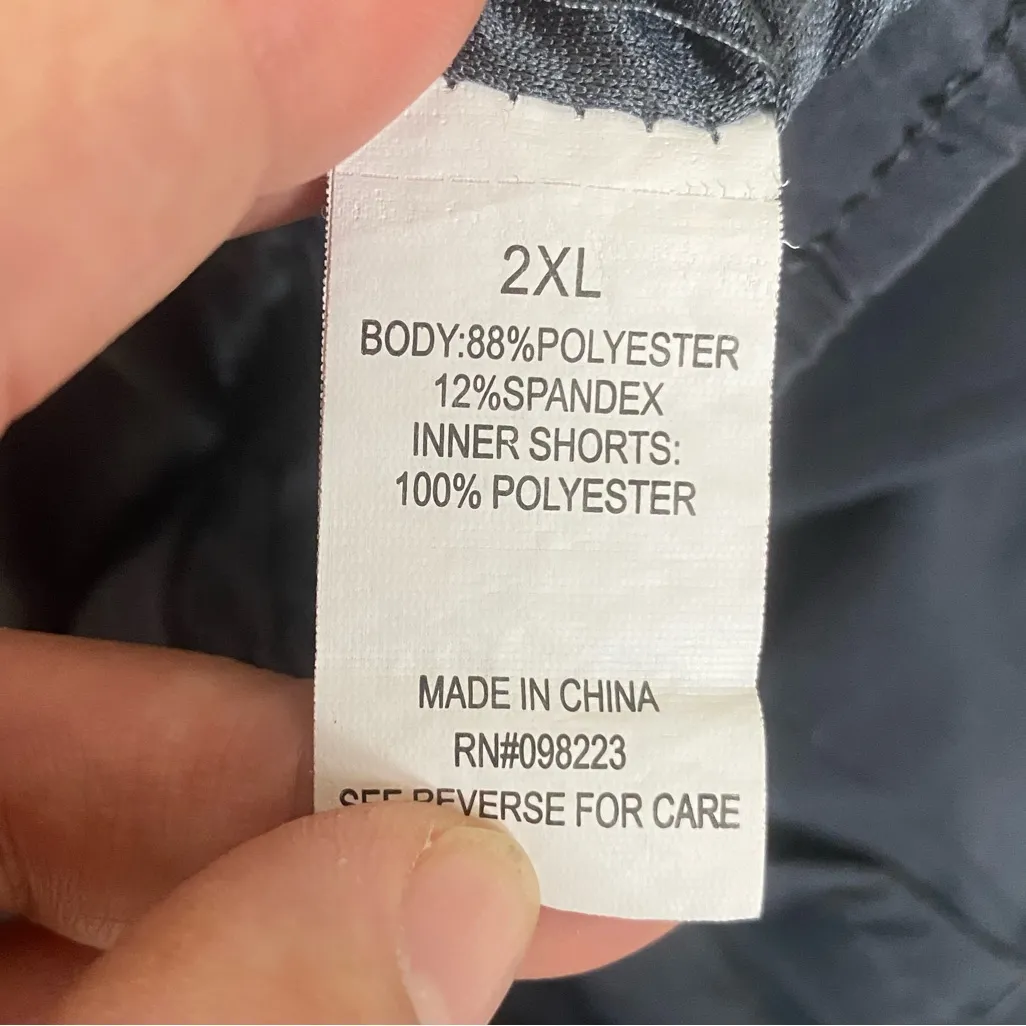 2XL
BODY:88%POLYESTER
12%SPANDEX
INNER SHORTS:
100% POLYESTER
MADE IN CHINA
RN#098223
SEE REVERSE FOR CARE